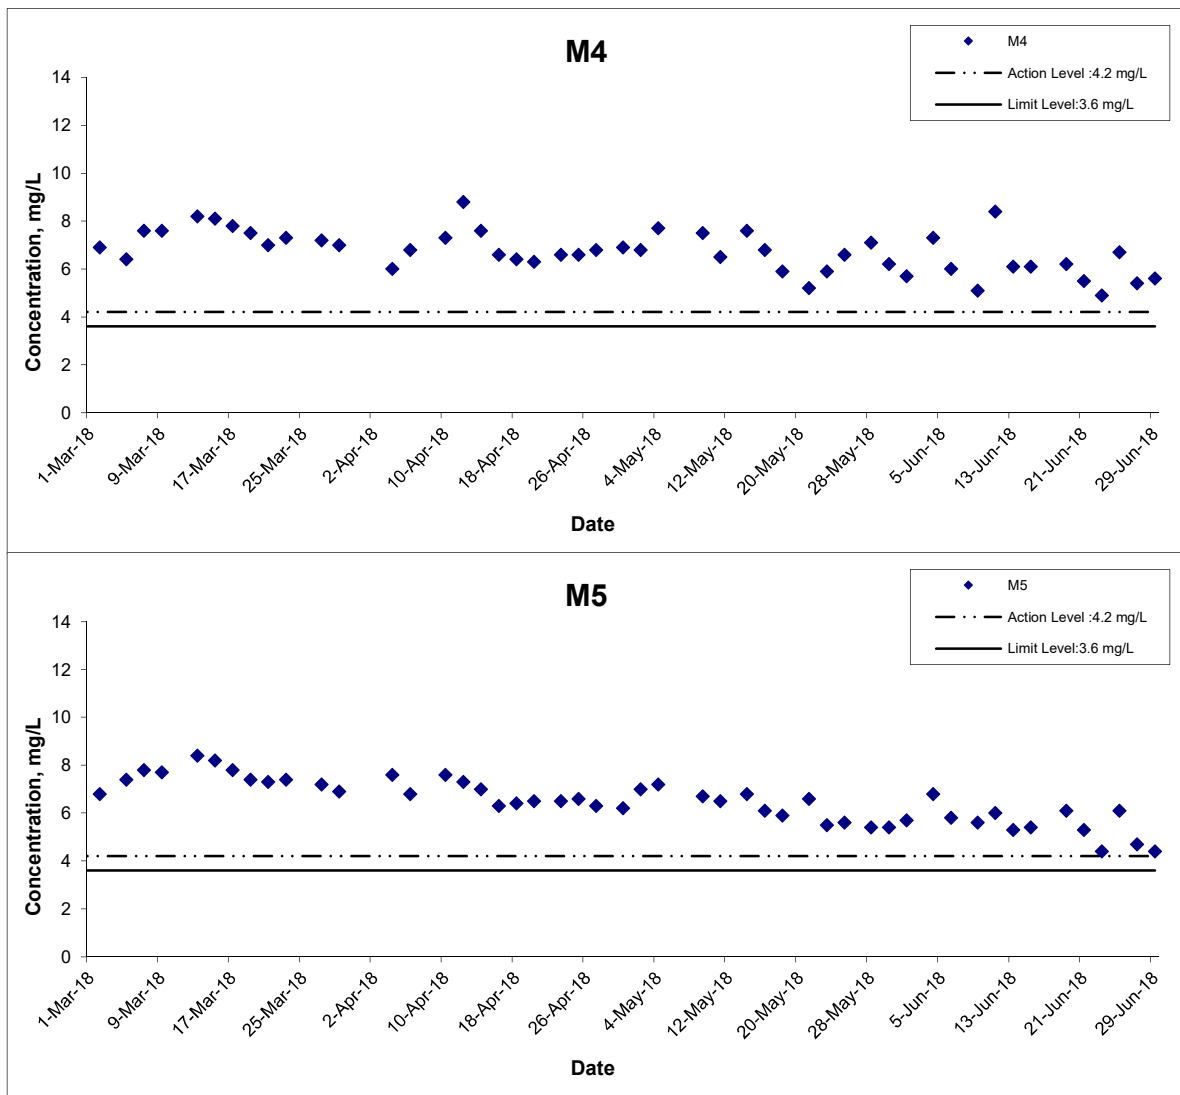 M4
M4
Action Level :4.2 mg/L
Limit Level:3.6 mg/L
Concentration, mg/L
14
12
10
8
6
4
2
0
1-Mar-18
9-Mar-18
17-Mar-18
25-Mar-18
2-Apr-18
10-Apr-18
18-Apr-18
26-Apr-18
4-May-18
12-May-18
20-May-18
28-May-18
5-Jun-18
13-Jun-18
21-Jun-18
29-Jun-18
Date
M5
M5
Action Level :4.2 mg/L
Limit Level:3.6 mg/L
Concentration, mg/L
14
12
10
8
6
4
2
0
1-Mar-18
9-Mar-18
17-Mar-18
25-Mar-18
2-Apr-18
10-Apr-18
18-Apr-18
26-Apr-18
4-May-18
12-May-18
20-May-18
28-May-18
5-Jun-18
13-Jun-18
21-Jun-18
29-Jun-18
Date